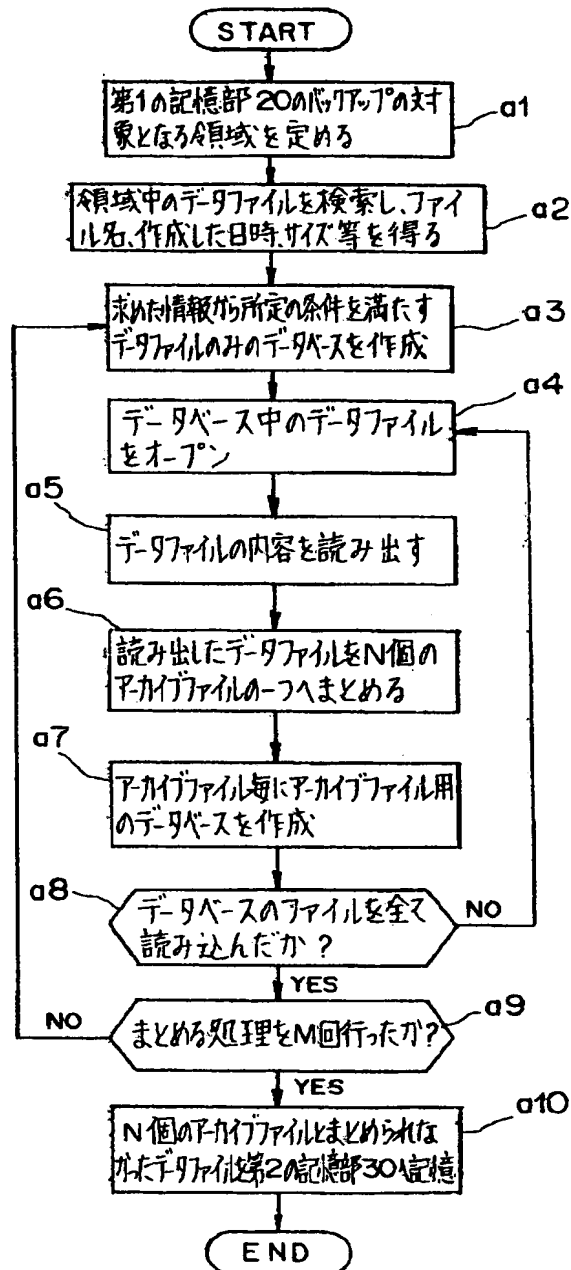 START
第1の記憶部20のバックアップの対
象となる領域を定める
a1
領域中のデータファイルを検索し、ファイ
ル名、作成した日時、サイズ等を得る
a2
求めた情報から所定の条件を満たす
データファイルのみのデータベースを作成
a3
データベース中のデータファイル
をオープン
a4
a5
データファイルの内容を読み出す
a6
読み出したデータファイルをN個の
アーカイブファイルの一つへまとめる
a7
アーカイブファイル毎にアーカイブファイル用
のデータベースを作成
a8
データベースのファイルを全て
読み込んだか?
NO
YES
a9
まとめる処理をM回行ったか?
NO
YES
a10
N個のアーカイブファイルとまとめられな
かったデータファイルを第2の記憶部30へ記憶
END